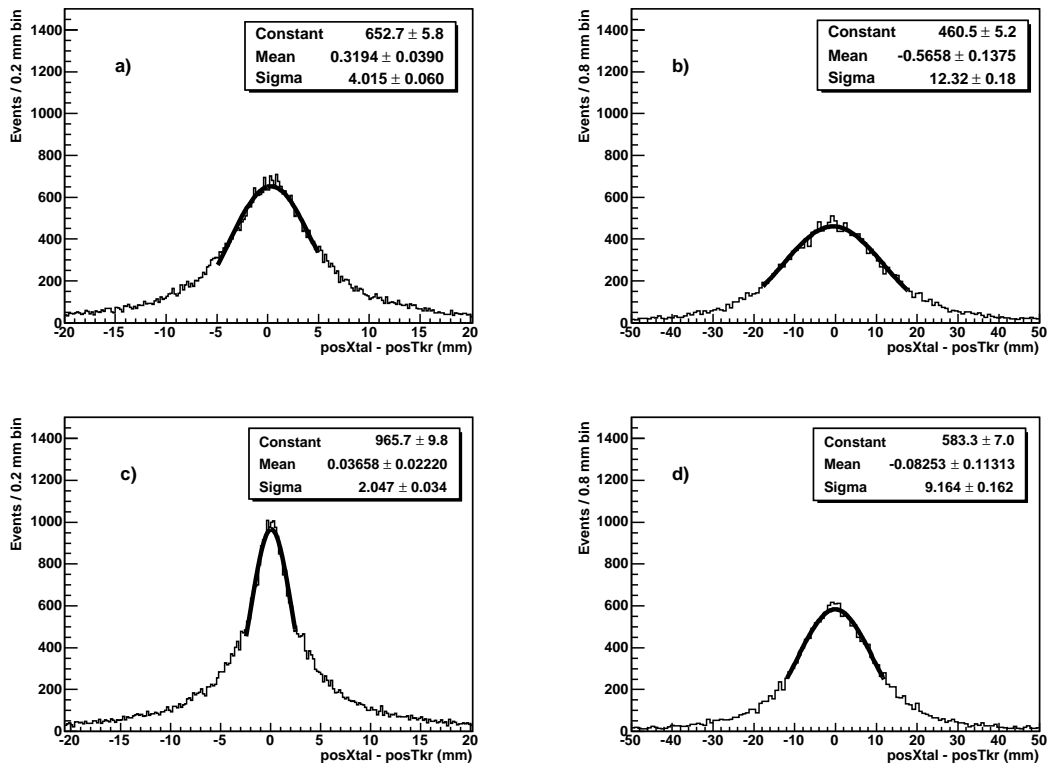 Events / 0.2 mm bin
1400
1200
1000
800
600
400
200
0
a)
Constant 652.7 ± 5.8
Mean 0.3194 ± 0.0390
Sigma 4.015 ± 0.060
-20 -15 -10 -5 0 5 10 15 20
posXtal - posTkr (mm)
Events / 0.8 mm bin
1400
1200
1000
800
600
400
200
0
b)
Constant 460.5 ± 5.2
Mean -0.5658 ± 0.1375
Sigma 12.32 ± 0.18
-50 -40 -30 -20 -10 0 10 20 30 40 50
posXtal - posTkr (mm)
Events / 0.2 mm bin
1400
1200
1000
800
600
400
200
0
c)
Constant 965.7 ± 9.8
Mean 0.03658 ± 0.02220
Sigma 2.047 ± 0.034
-20 -15 -10 -5 0 5 10 15 20
posXtal - posTkr (mm)
Events / 0.8 mm bin
1400
1200
1000
800
600
400
200
0
d)
Constant 583.3 ± 7.0
Mean -0.08253 ± 0.11313
Sigma 9.164 ± 0.162
-50 -40 -30 -20 -10 0 10 20 30 40 50
posXtal - posTkr (mm)